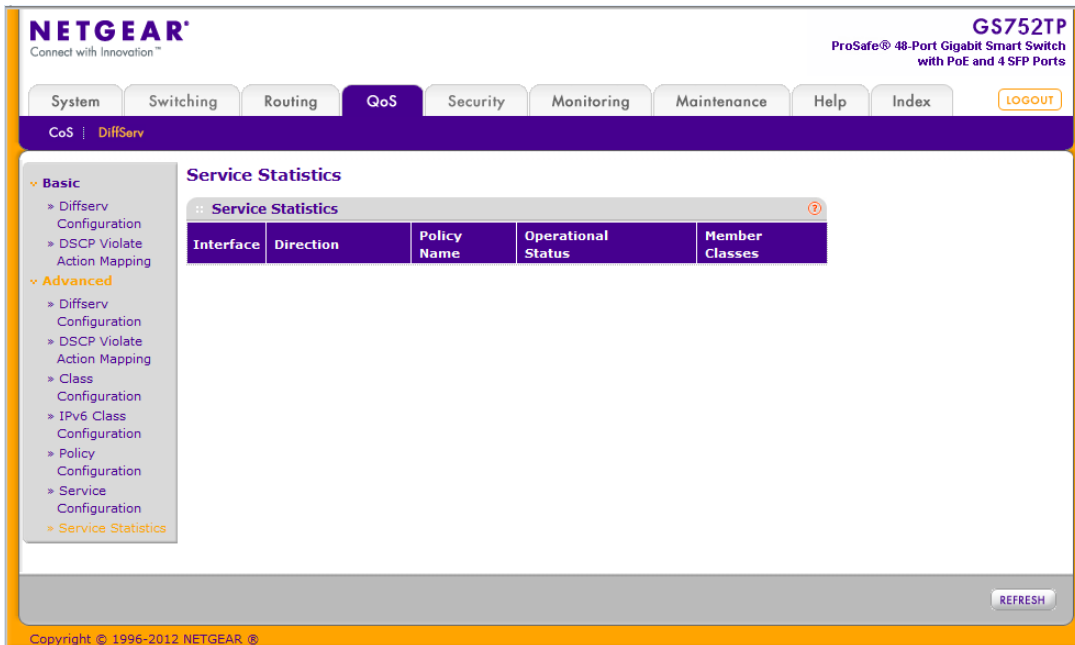 NETGEAR®
Connect with Innovation™
GS752TP
ProSafe® 48-Port Gigabit Smart Switch
with PoE and 4 SFP Ports
System Switching Routing QoS Security Monitoring Maintenance Help Index LOGOUT
CoS DiffServ
Basic
» Diffserv
Configuration
» DSCP Violate
Action Mapping
Advanced
» Diffserv
Configuration
» DSCP Violate
Action Mapping
» Class
Configuration
» IPv6 Class
Configuration
» Policy
Configuration
» Service
Configuration
» Service Statistics
Service Statistics
Service Statistics ?
Interface Direction Policy Name Operational Status Member Classes
REFRESH
Copyright © 1996-2012 NETGEAR ®